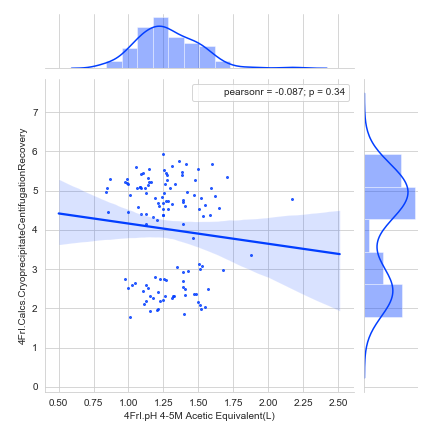 pearsonr = -0.087; p = 0.34
7
6
5
4
3
2
1
0
4FrI.Calcs.CryoprecipitateCentrifugationRecovery
0.50 0.75 1.00 1.25 1.50 1.75 2.00 2.25 2.50
4FrI.pH 4-5M Acetic Equivalent(L)